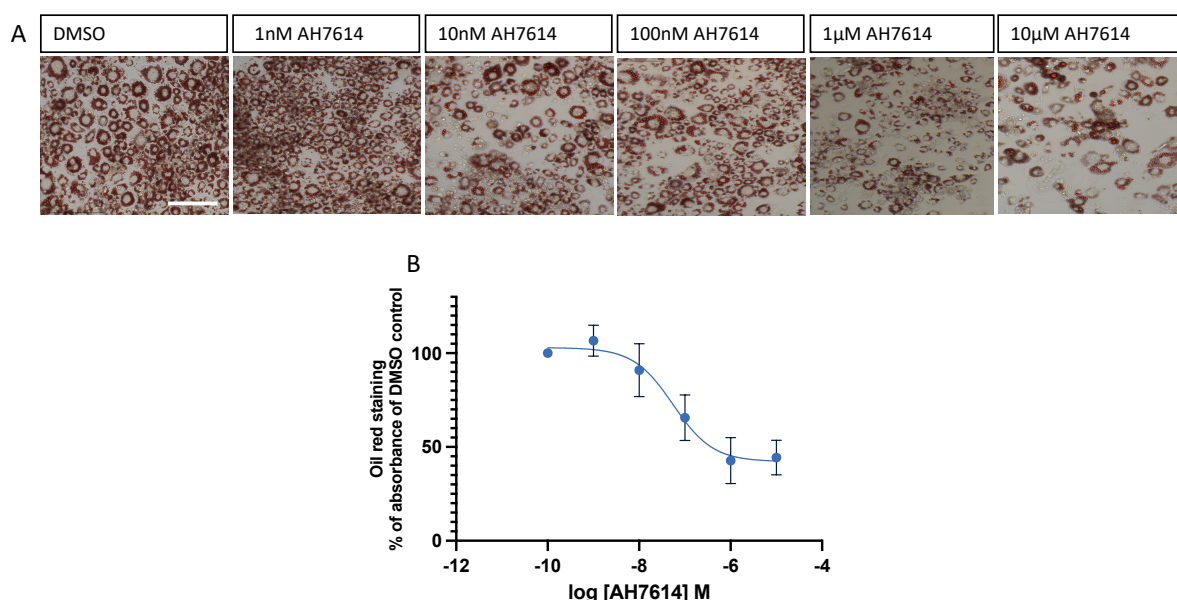 A
DMSO
1nM AH7614
10nM AH7614
100nM AH7614
1µM AH7614
10µM AH7614
B
Oil red staining
% of absorbance of DMSO control
100
50
0
-12
-10
-8
-6
-4
log [AH7614] M